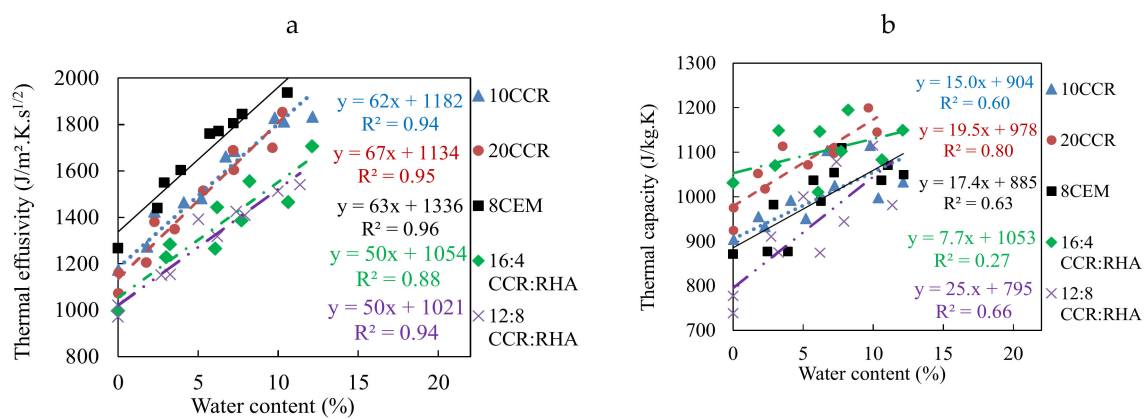 a
Thermal effusivity (J/m².K.s^1/2)
2000
1800
1600
1400
1200
1000
800
0
5
10
15
20
Water content (%)
y = 62x + 1182
R² = 0.94
y = 67x + 1134
R² = 0.95
y = 63x + 1336
R² = 0.96
y = 50x + 1054
R² = 0.88
y = 50x + 1021
R² = 0.94
10CCR
20CCR
8CEM
16:4
CCR:RHA
12:8
CCR:RHA
b
Thermal capacity (J/kg.K)
1300
1200
1100
1000
900
800
700
0
5
10
15
20
Water content (%)
y = 15.0x + 904
R² = 0.60
y = 19.5x + 978
R² = 0.80
y = 17.4x + 885
R² = 0.63
y = 7.7x + 1053
R² = 0.27
y = 25.x + 795
R² = 0.66
10CCR
20CCR
8CEM
16:4
CCR:RHA
12:8
CCR:RHA